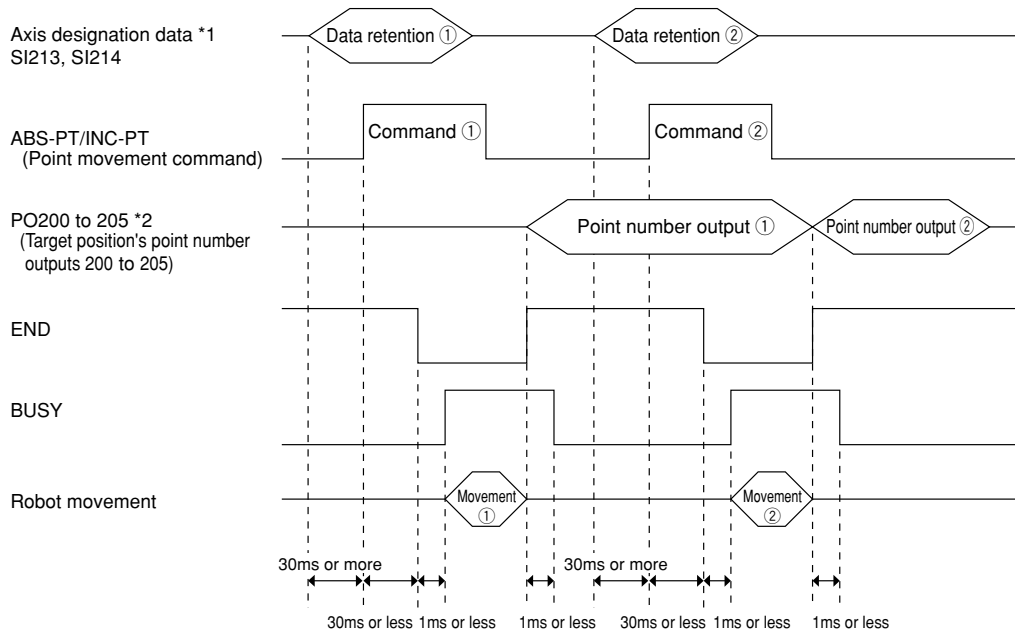 Axis designation data *1
SI213, SI214
Data retention ①
Data retention ②
ABS-PT/INC-PT
(Point movement command)
Command ①
Command ②
PO200 to 205 *2
(Target position's point number
outputs 200 to 205)
Point number output ①
Point number output ②
END
BUSY
Robot movement
Movement
①
Movement
②
30ms or more
30ms or more
30ms or less
1ms or less
1ms or less
30ms or less
1ms or less
1ms or less